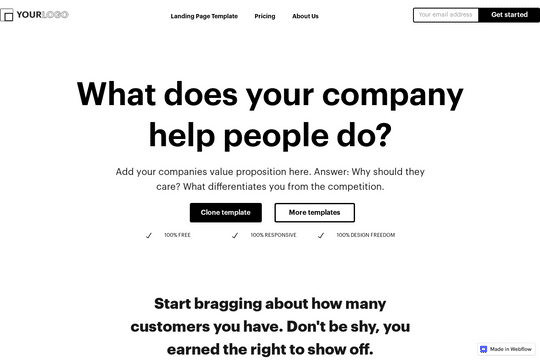 YOURLOGO
Landing Page Template
Pricing
About Us
Your email address
Get started
What does your company
help people do?
Add your companies value proposition here. Answer: Why should they
care? What differentiates you from the competition.
Clone template
More templates
100% FREE
100% RESPONSIVE
100% DESIGN FREEDOM
Start bragging about how many
customers you have. Don't be shy, you
earned the right to show off.
Made in Webflow